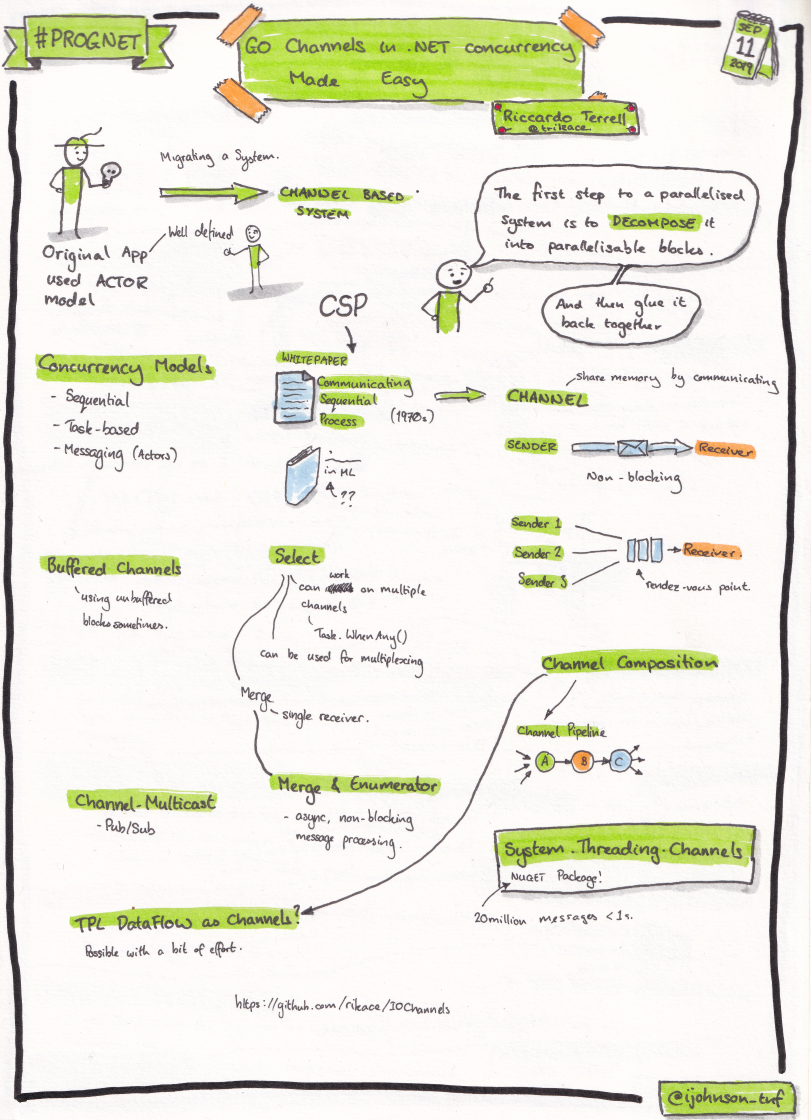 #PROGNET
GO Channels in .NET concurrency
Made Easy
SEP
11
2019
Riccardo Terrell
@trikace
Migrating a System.
CHANNEL BASED
SYSTEM
Original App
used ACTOR
model
Well defined
The first step to a parallelised
system is to DECOMPOSE it
into parallelisable blocks.
And then glue it
back together
CSP
WHITEPAPER
Communicating
Sequential
Process
(1970s)
in ML
??
Concurrency Models
- Sequential
- Task-based
- Messaging (Actors)
share memory by communicating
CHANNEL
SENDER
Receiver
Non-blocking
Sender 1
Sender 2
Sender 3
Receiver.
rendez-vous point.
Buffered Channels
using unbuffered
blocks sometimes.
Select
work
can on multiple
channels
Task.WhenAny()
can be used for multiplexing
Merge
single receiver.
Merge & Enumerator
- async, non-blocking
message processing.
Channel Composition
Channel Pipeline
A
B
C
Channel-Multicast
- Pub/Sub
System.Threading.Channels
NUGET Package!
20million messages <1s.
TPL DataFlow as Channels?
Possible with a bit of effort.
https://github.com/rikace/IOChannels
@ijohnson_tnf